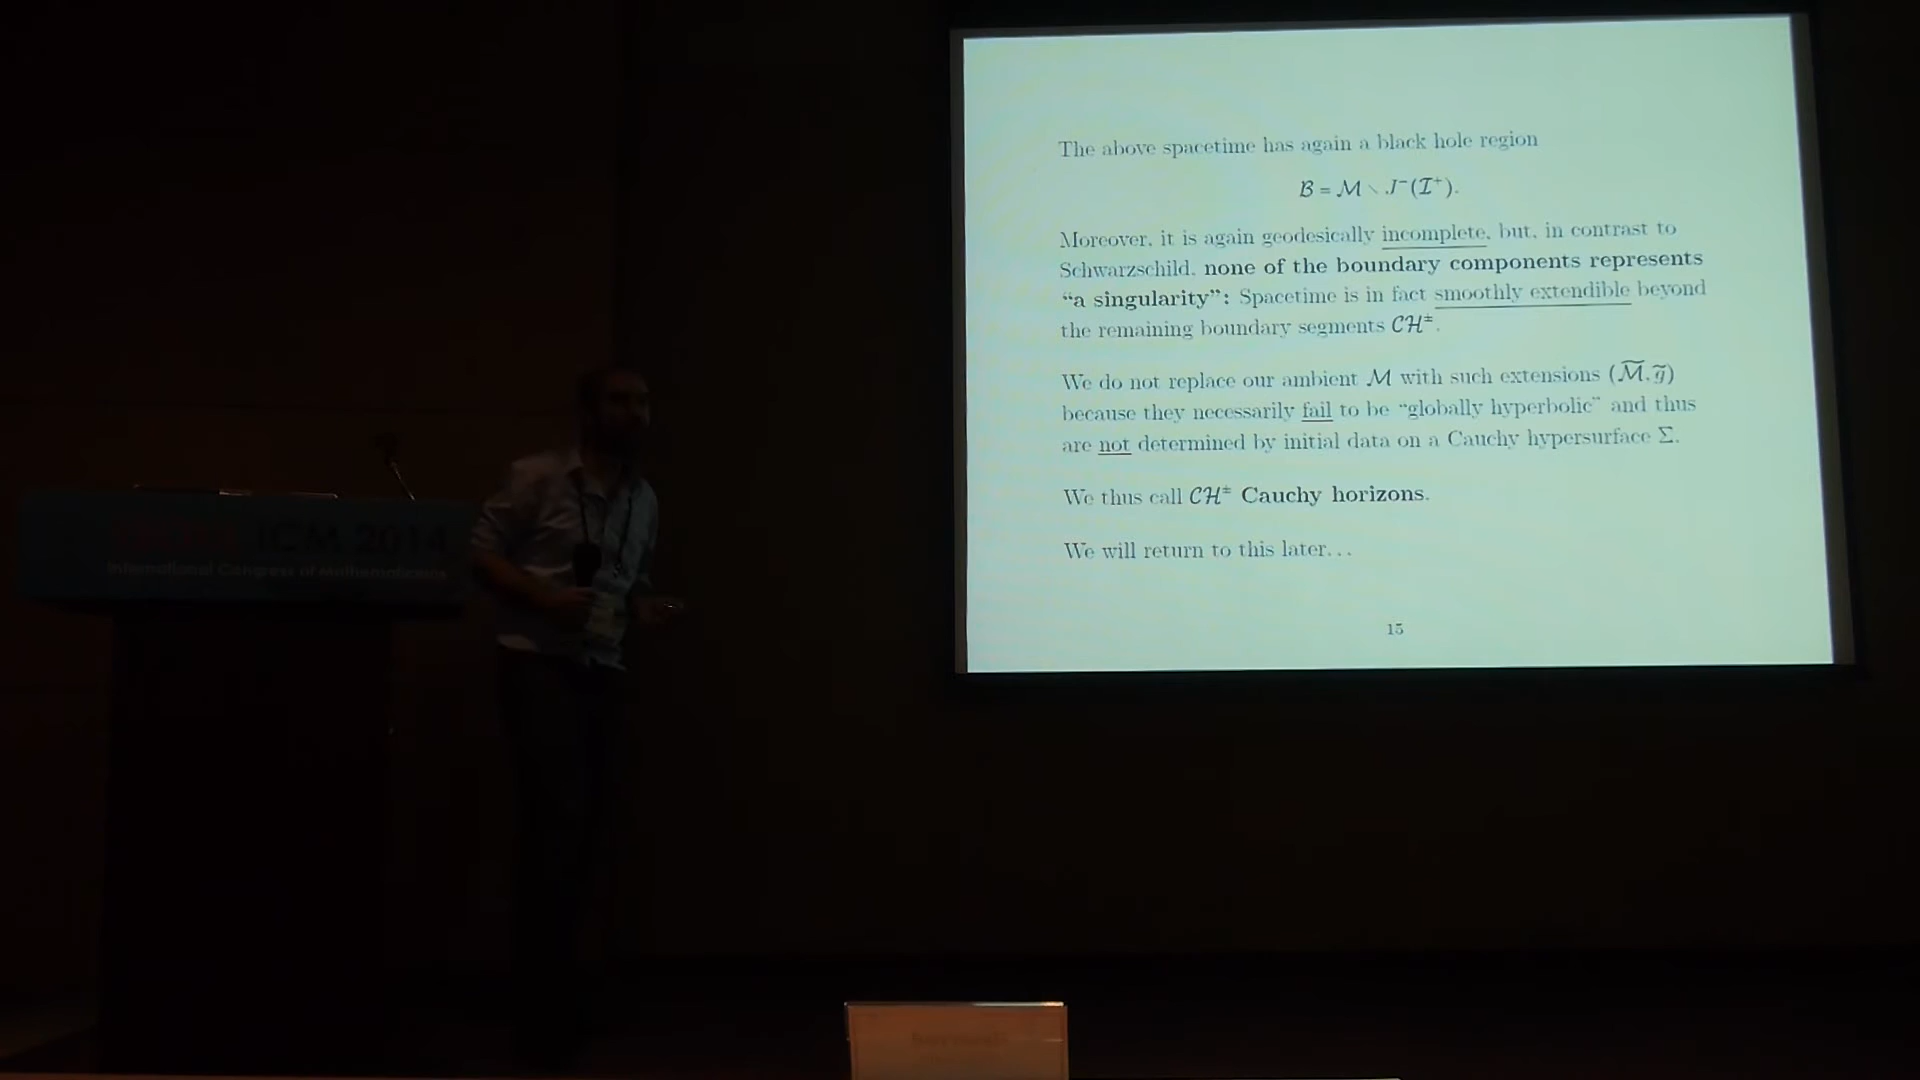 The above spacetime has again a black hole region
ℬ = ℳ ∖ J⁻(ℐ⁺).
Moreover, it is again geodesically incomplete, but, in contrast to
Schwarzschild, none of the boundary components represents
“a singularity”: Spacetime is in fact smoothly extendible beyond
the remaining boundary segments 𝒞ℋ±.
We do not replace our ambient ℳ with such extensions (ℳ̃, g̃)
because they necessarily fail to be “globally hyperbolic” and thus
are not determined by initial data on a Cauchy hypersurface Σ.
We thus call 𝒞ℋ± Cauchy horizons.
We will return to this later...
15
ICM 2014
International Congress of Mathematicians